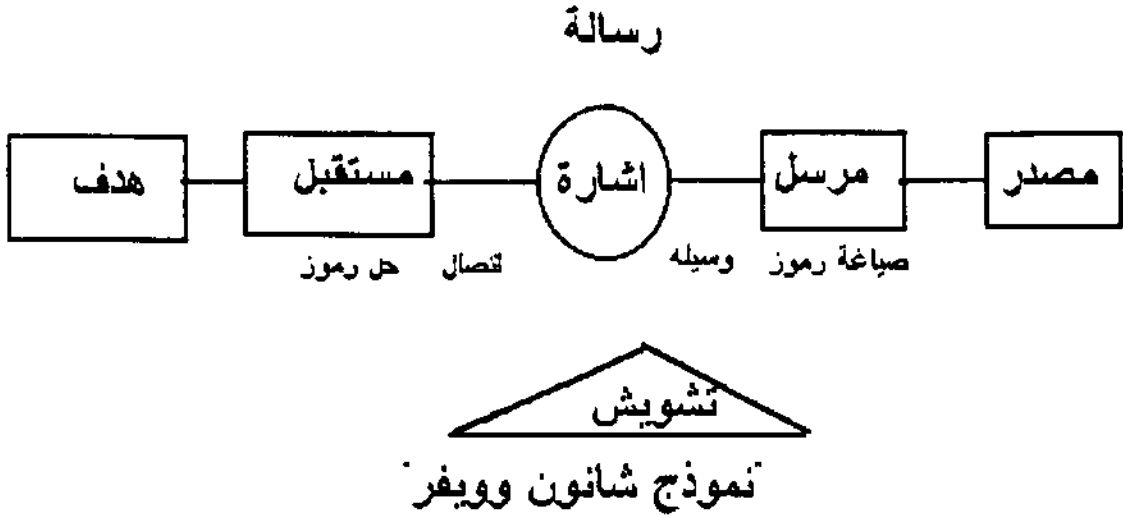 رسالة
مصدر مرسل اشارة مستقبل هدف
صياغة رموز وسيله لتصال حل رموز
تشويش
"نموذج شانون وويفر"